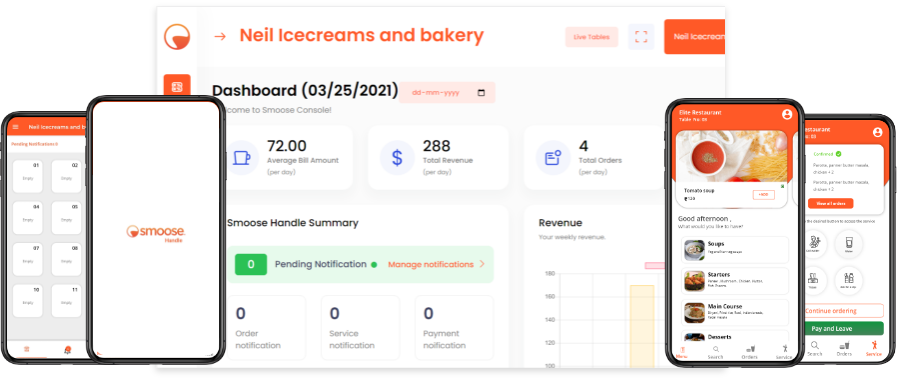 Neil Icecreams and bakery
Live Tables
Neil Icecream
Dashboard (03/25/2021)
dd-mm-yyyy
come to Smoose Console!
72.00
Average Bill Amount
(per day)
$
288
Total Revenue
(per day)
4
Total Orders
(per day)
Smoose Handle Summary
0
Pending Notification
Manage notifications
0
Order
notification
0
Service
notification
0
Payment
noification
Revenue
Your weekly revenue.
180
160
140
120
100
Neil Icecreams and b
Pending Notifications
01
Empty
02
Empty
04
Empty
05
Empty
07
Empty
08
Empty
10
Empty
11
Empty
smoose
Handle
Elite Restaurant
Table No: 05
Tomato soup
₹120
Good afternoon ,
What would you like to have?
Soups
Starters
Main Course
Desserts
Menu
Search
Orders
Service
staurant
Confirmed
View all orders
Continue ordering
Pay and Leave
Search
Orders
Service